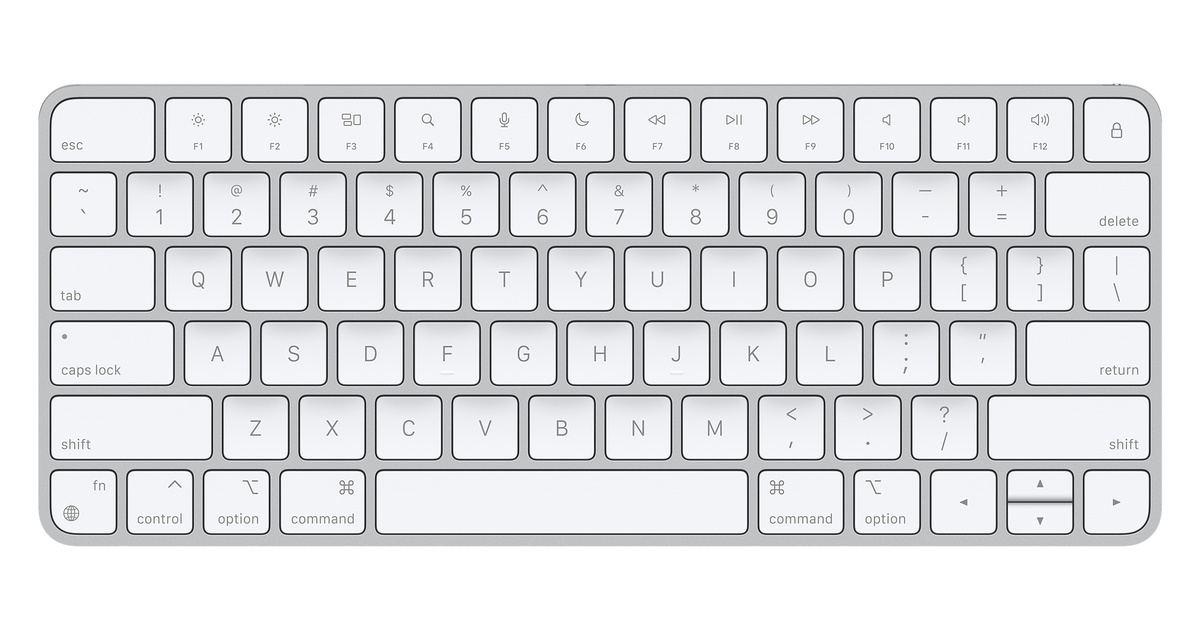 esc F1 F2 F3 F4 F5 F6 F7 F8 F9 F10 F11 F12
~ ! @ # $ % ^ & * ( ) — +
` 1 2 3 4 5 6 7 8 9 0 - = delete
tab Q W E R T Y U I O P { } |
[ ] \
caps lock A S D F G H J K L : "
; ' return
shift Z X C V B N M < > ?
, . / shift
fn ^ ⌥ ⌘ ⌘ ⌥ ◀ ▲ ▶
control option command command option ▼